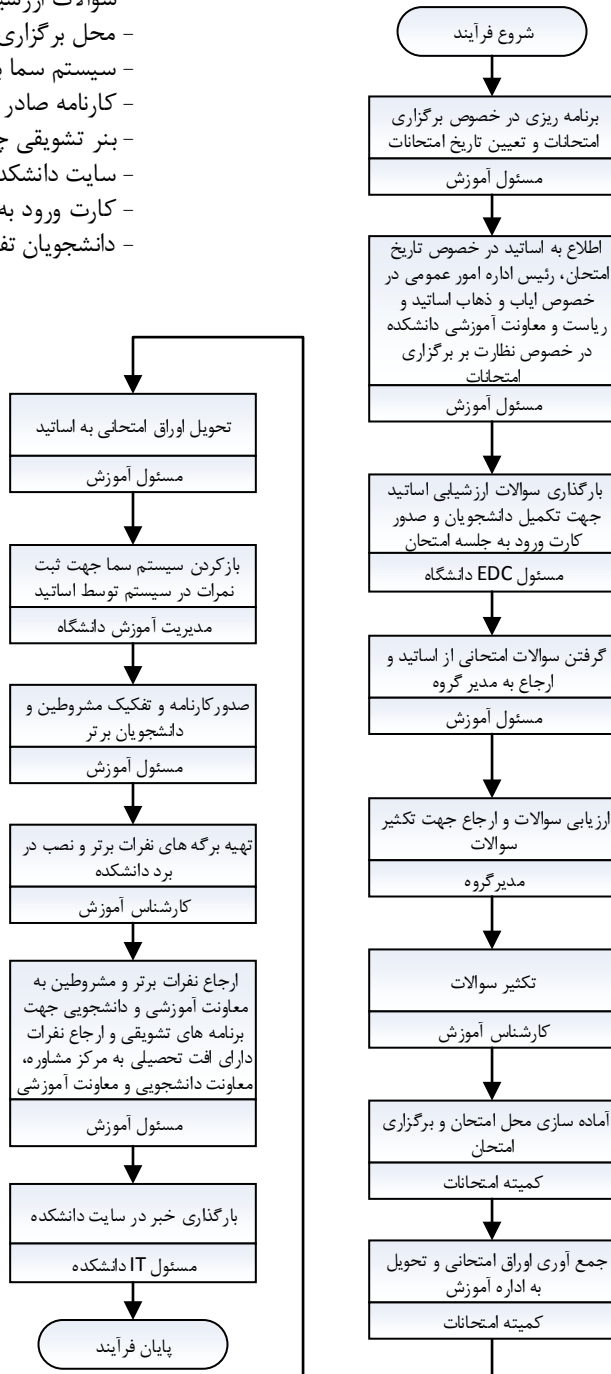 سوالات ارزشیا
- محل برگزاری
- سیستم سما ب
- کارنامه صادر
- بنر تشویقی چ
- سایت دانشکد
- کارت ورود به
- دانشجویان تف
شروع فرآیند
برنامه ریزی در خصوص برگزاری
امتحانات و تعیین تاریخ امتحانات
مسئول آموزش
اطلاع به اساتید در خصوص تاریخ
امتحان، رئیس اداره امور عمومی در
خصوص ایاب و ذهاب اساتید و
ریاست و معاونت آموزشی دانشکده
در خصوص نظارت بر برگزاری
امتحانات
مسئول آموزش
بارگذاری سوالات ارزشیابی اساتید
جهت تکمیل دانشجویان و صدور
کارت ورود به جلسه امتحان
مسئول EDC دانشگاه
گرفتن سوالات امتحانی از اساتید و
ارجاع به مدیر گروه
مسئول آموزش
ارزیابی سوالات و ارجاع جهت تکثیر
سوالات
مدیرگروه
تکثیر سوالات
کارشناس آموزش
آماده سازی محل امتحان و برگزاری
امتحان
کمیته امتحانات
جمع آوری اوراق امتحانی و تحویل
به اداره آموزش
کمیته امتحانات
تحویل اوراق امتحانی به اساتید
مسئول آموزش
بازکردن سیستم سما جهت ثبت
نمرات در سیستم توسط اساتید
مدیریت آموزش دانشگاه
صدورکارنامه و تفکیک مشروطین و
دانشجویان برتر
مسئول آموزش
تهیه برگه های نفرات برتر و نصب در
برد دانشکده
کارشناس آموزش
ارجاع نفرات برتر و مشروطین به
معاونت آموزشی و دانشجویی جهت
برنامه های تشویقی و ارجاع نفرات
دارای افت تحصیلی به مرکز مشاوره،
معاونت دانشجویی و معاونت آموزشی
مسئول آموزش
بارگذاری خبر در سایت دانشکده
مسئول IT دانشکده
پایان فرآیند